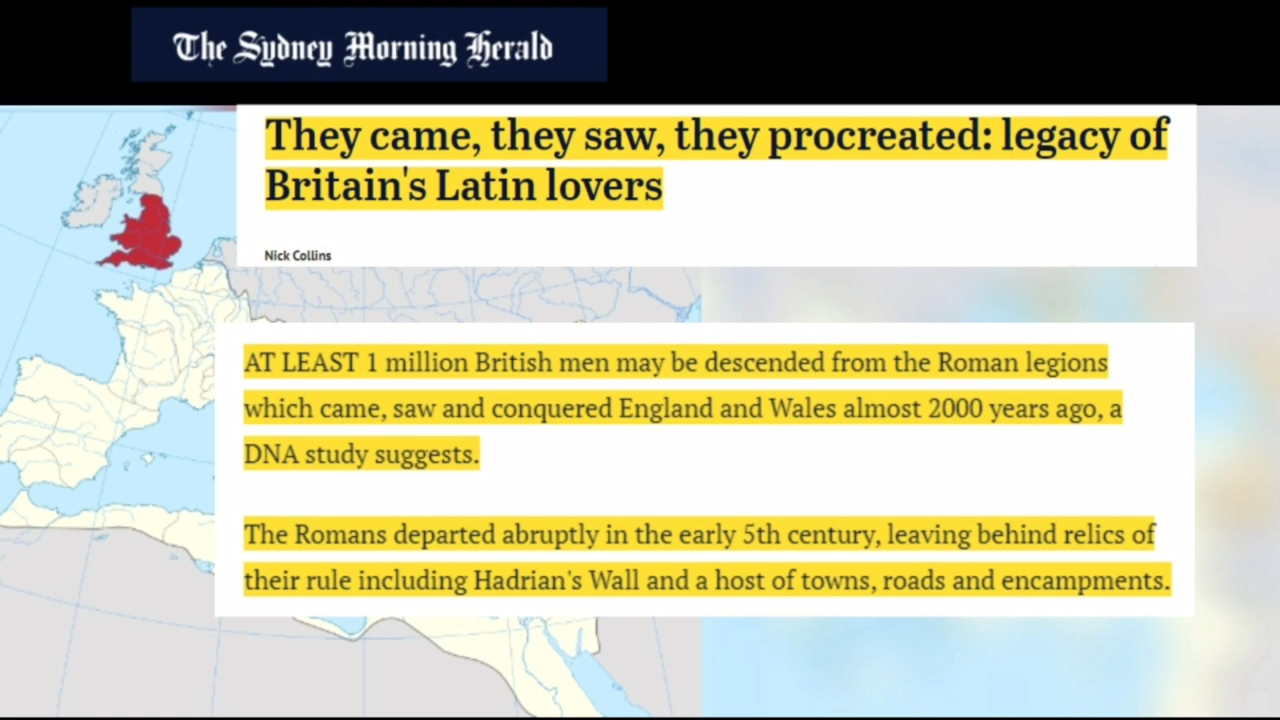 The Sydney Morning Herald
They came, they saw, they procreated: legacy of
Britain's Latin lovers
Nick Collins
AT LEAST 1 million British men may be descended from the Roman legions
which came, saw and conquered England and Wales almost 2000 years ago, a
DNA study suggests.
The Romans departed abruptly in the early 5th century, leaving behind relics of
their rule including Hadrian's Wall and a host of towns, roads and encampments.